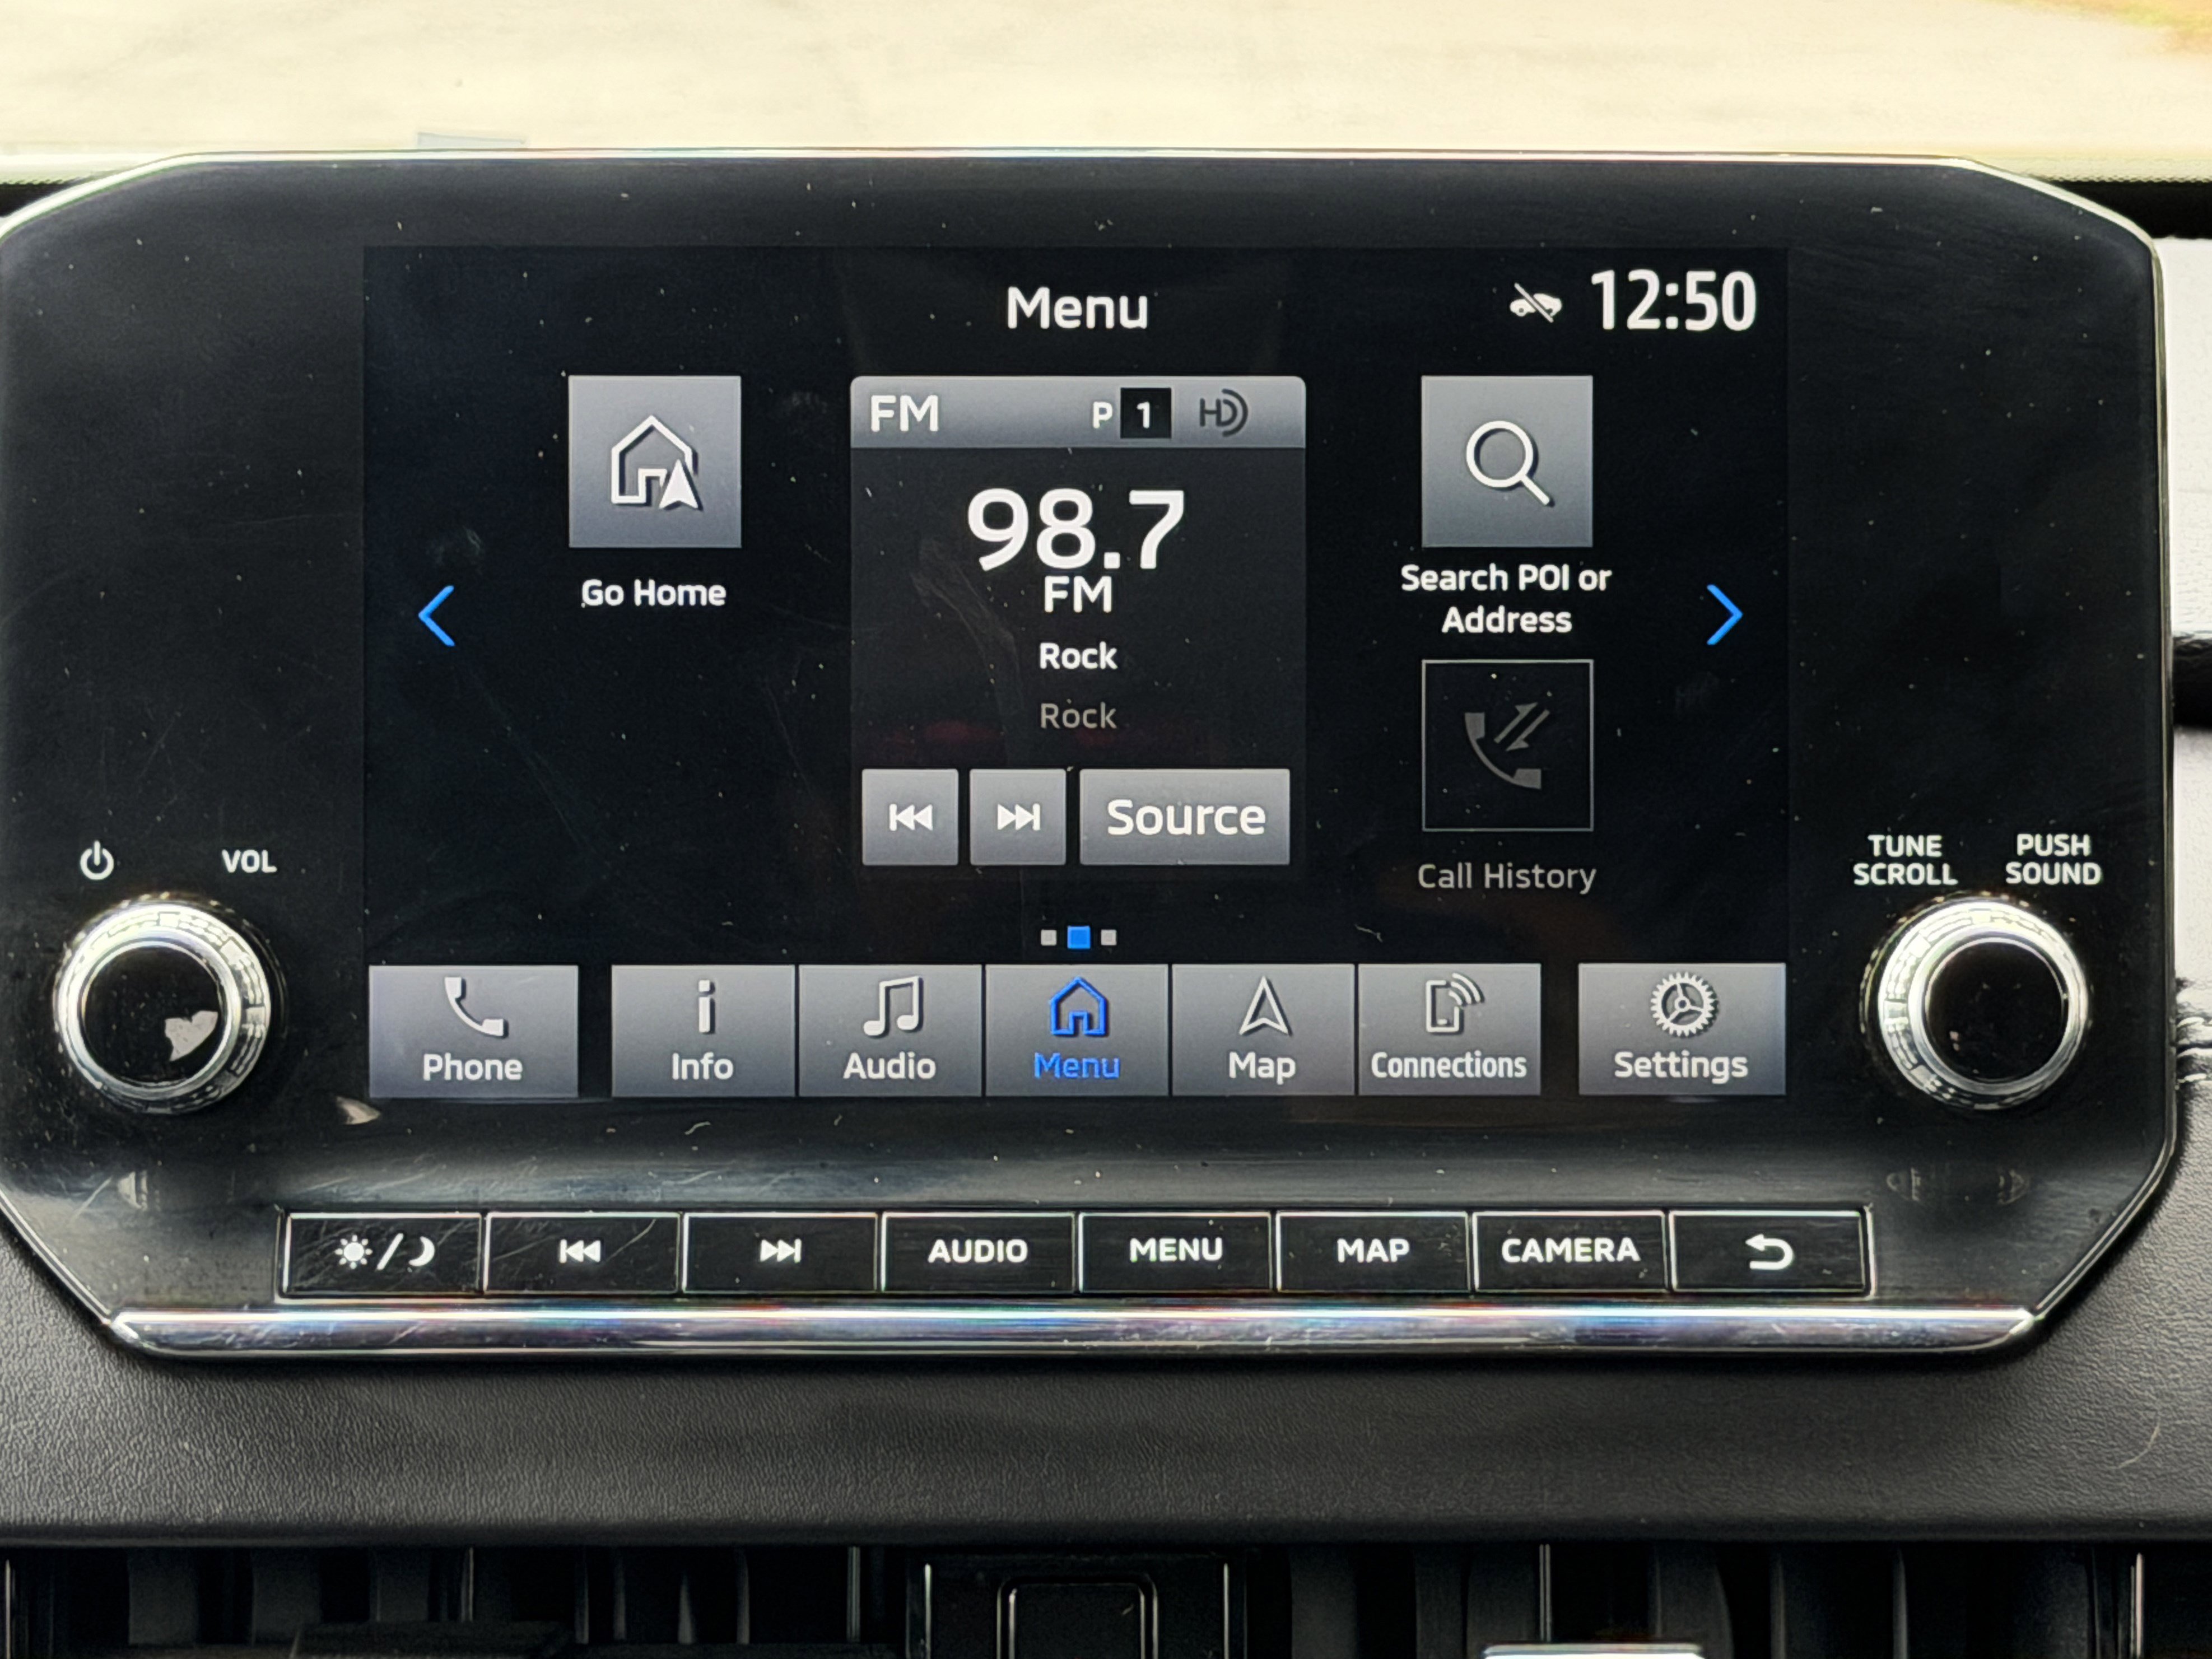 Menu
12:50
FM P 1 HD
98.7
FM
Rock
Rock
Source
Go Home
Search POI or
Address
Call History
VOL
TUNE
SCROLL
PUSH
SOUND
Phone
Info
Audio
Menu
Map
Connections
Settings
AUDIO
MENU
MAP
CAMERA